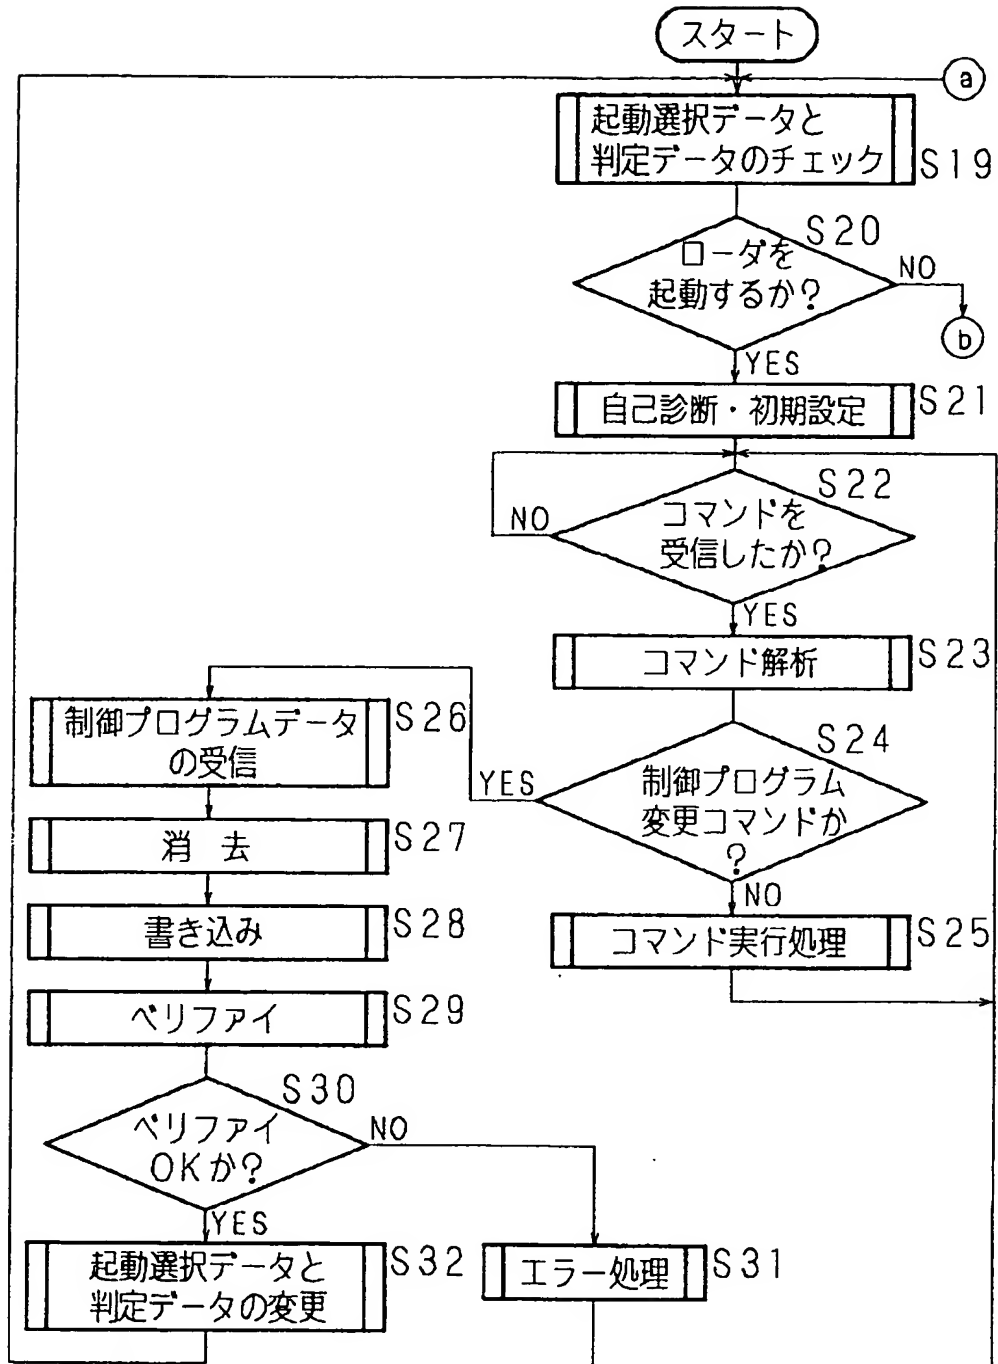 スタート
a
起動選択データと
判定データのチェック
S19
S20
ローダを
起動するか?
NO
b
YES
自己診断・初期設定
S21
S22
コマンドを
受信したか?
NO
YES
コマンド解析
S23
S24
制御プログラム
変更コマンドか
?
YES
NO
コマンド実行処理
S25
制御プログラムデータ
の受信
S26
消 去
S27
書き込み
S28
ベリファイ
S29
S30
ベリファイ
OKか?
NO
YES
起動選択データと
判定データの変更
S32
エラー処理
S31